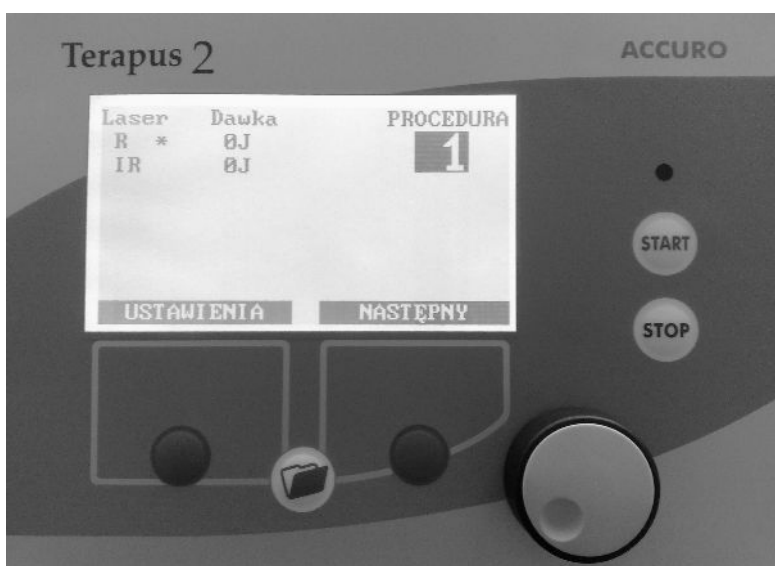 Terapus 2
ACCURO
Laser Dawka PROCEDURA
R * 0J 1
IR 0J
USTAWIENIA NASTĘPNY
START
STOP